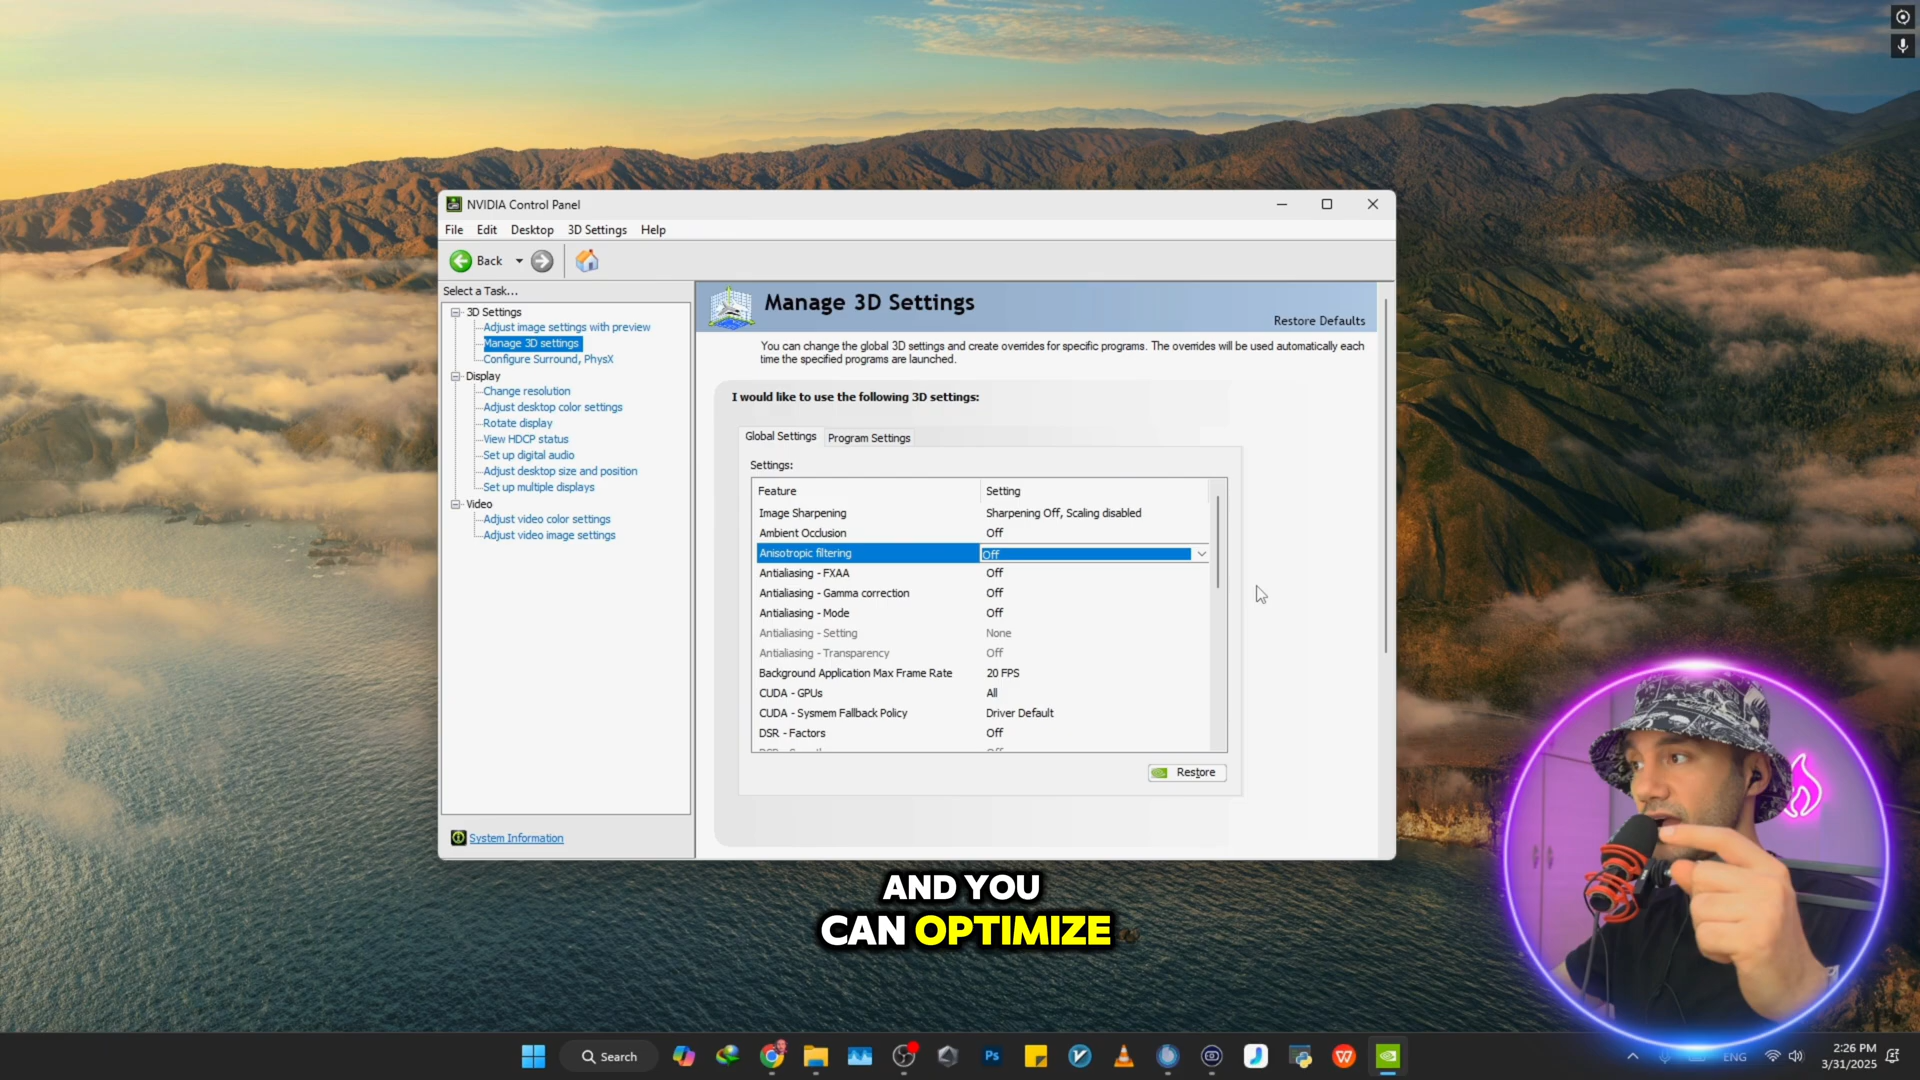 NVIDIA Control Panel
File Edit Desktop 3D Settings Help
Back
Select a Task...
3D Settings
Adjust image settings with preview
Manage 3D settings
Configure Surround, PhysX
Display
Change resolution
Adjust desktop color settings
Rotate display
View HDCP status
Set up digital audio
Adjust desktop size and position
Set up multiple displays
Video
Adjust video color settings
Adjust video image settings
System Information
Manage 3D Settings
Restore Defaults
You can change the global 3D settings and create overrides for specific programs. The overrides will be used automatically each
time the specified programs are launched.
I would like to use the following 3D settings:
Global Settings Program Settings
Settings:
Feature Setting
Image Sharpening Sharpening Off, Scaling disabled
Ambient Occlusion Off
Anisotropic filtering Off
Antialiasing - FXAA Off
Antialiasing - Gamma correction Off
Antialiasing - Mode Off
Antialiasing - Setting None
Antialiasing - Transparency Off
Background Application Max Frame Rate 20 FPS
CUDA - GPUs All
CUDA - Sysmem Fallback Policy Driver Default
DSR - Factors Off
Restore
AND YOU
CAN OPTIMIZE
Search
Ps
ENG
2:26 PM
3/31/2025